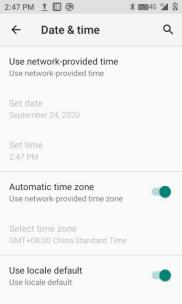 2:47 PM 4G
Date & time
Use network-provided time
Use network-provided time
Set date
September 24, 2020
Set time
2:47 PM
Automatic time zone
Use network-provided time zone
Select time zone
GMT+08:00 China Standard Time
Use locale default
Use locale default